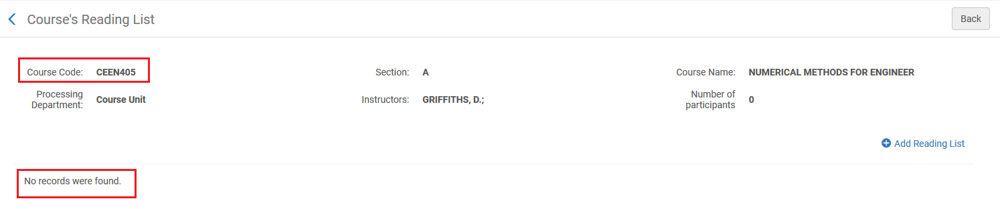 Course's Reading List
Back
Course Code: CEEN405
Section: A
Course Name: NUMERICAL METHODS FOR ENGINEER
Processing
Department: Course Unit
Instructors: GRIFFITHS, D.;
Number of
participants 0
Add Reading List
No records were found.